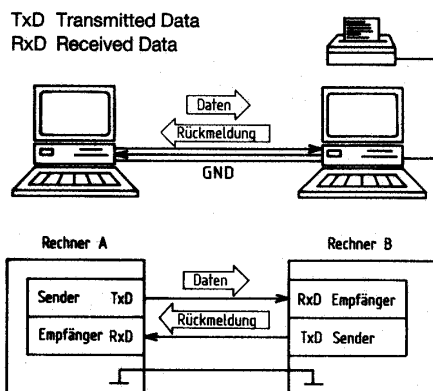 TxD Transmitted Data
RxD Received Data
Daten
Rückmeldung
GND
Rechner A
Rechner B
Daten
Sender TxD
RxD Empfänger
Rückmeldung
Empfänger RxD
TxD Sender